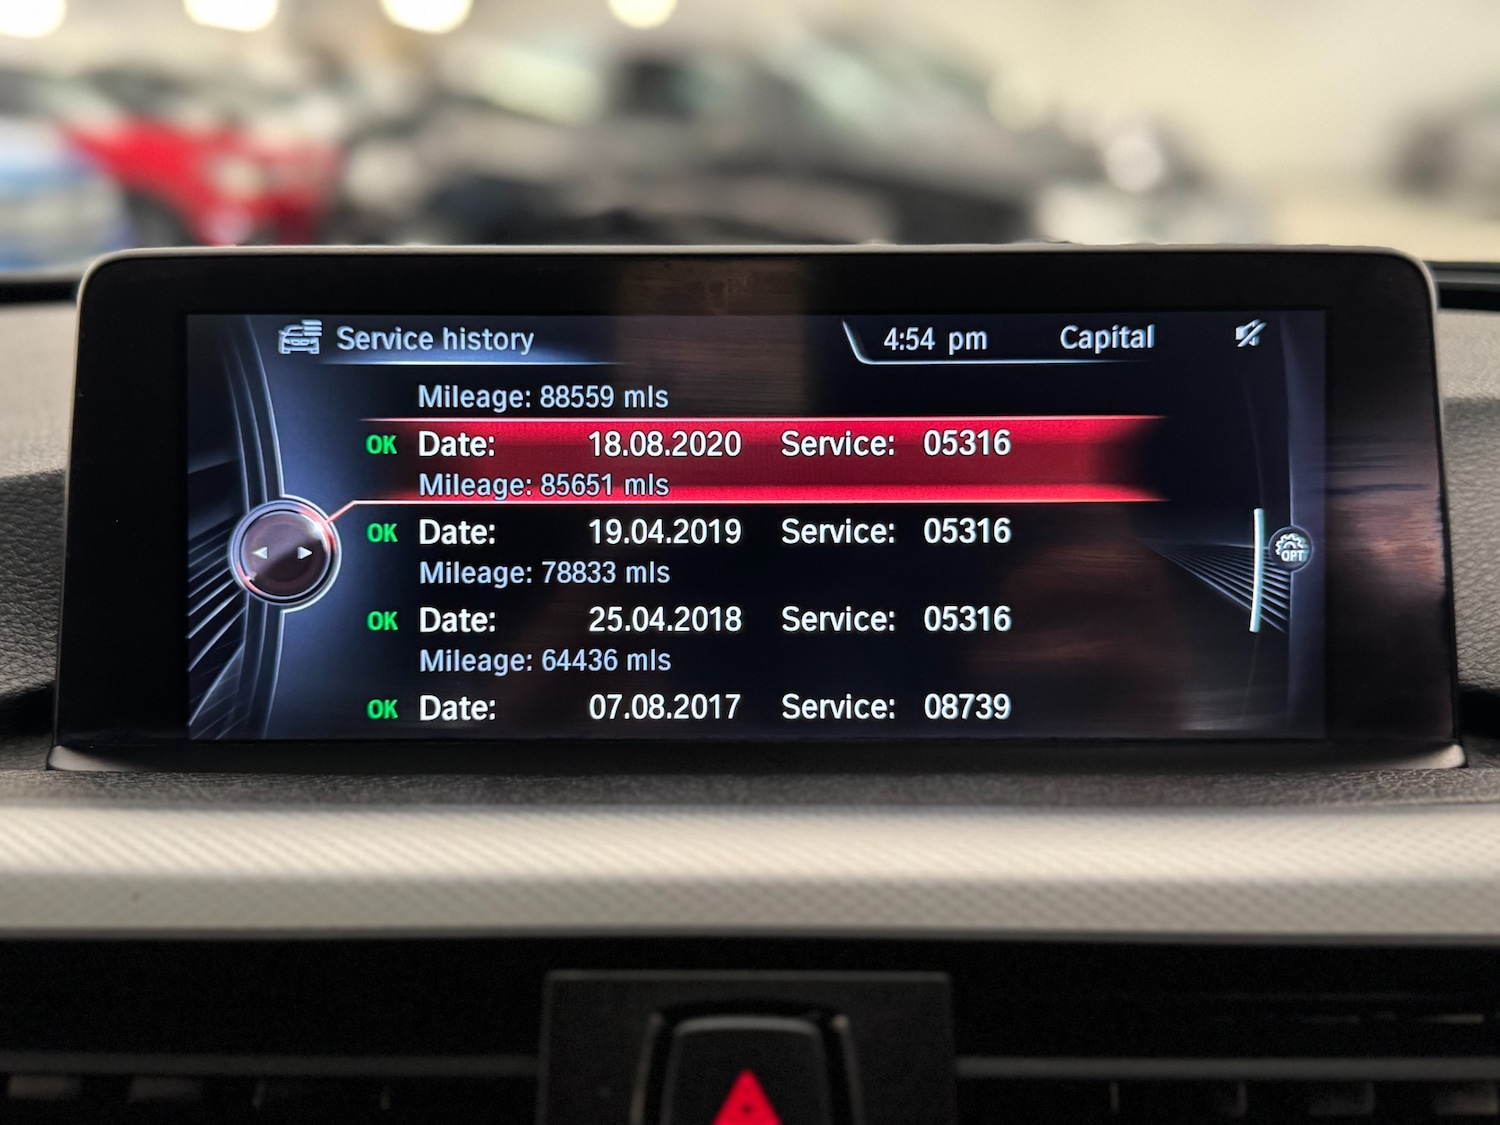 Service history 4:54 pm Capital
Mileage: 88559 mls
OK Date: 18.08.2020 Service: 05316
Mileage: 85651 mls
OK Date: 19.04.2019 Service: 05316
Mileage: 78833 mls
OPT
OK Date: 25.04.2018 Service: 05316
Mileage: 64436 mls
OK Date: 07.08.2017 Service: 08739